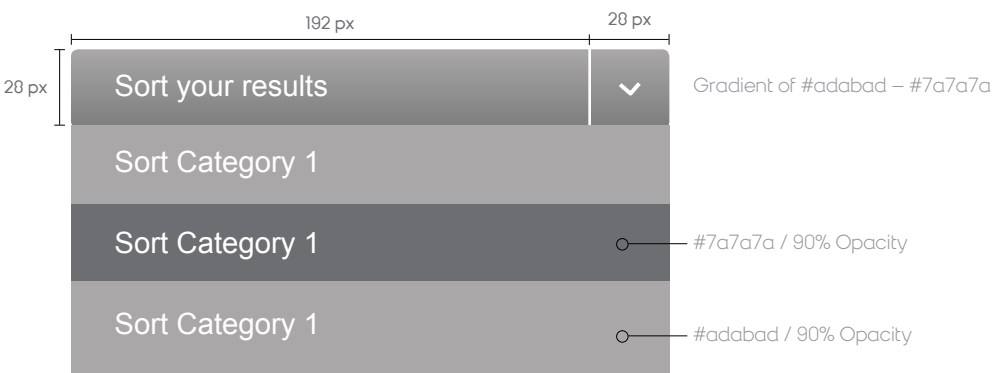 192 px
28 px
28 px
Sort your results
Gradient of #adabad – #7a7a7a
Sort Category 1
Sort Category 1
#7a7a7a / 90% Opacity
Sort Category 1
#adabad / 90% Opacity